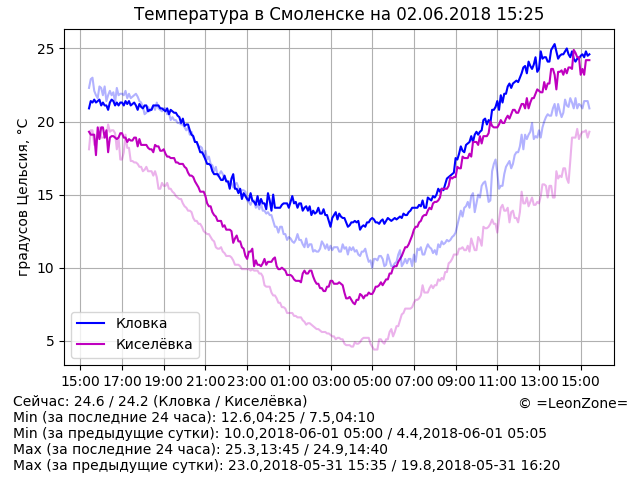 Температура в Смоленске на 02.06.2018 15:25
градусов Цельсия, °C
25
20
15
10
5
Кловка
Киселёвка
15:00 17:00 19:00 21:00 23:00 01:00 03:00 05:00 07:00 09:00 11:00 13:00 15:00
Сейчас: 24.6 / 24.2 (Кловка / Киселёвка)
© =LeonZone=
Min (за последние 24 часа): 12.6,04:25 / 7.5,04:10
Min (за предыдущие сутки): 10.0,2018-06-01 05:00 / 4.4,2018-06-01 05:05
Max (за последние 24 часа): 25.3,13:45 / 24.9,14:40
Max (за предыдущие сутки): 23.0,2018-05-31 15:35 / 19.8,2018-05-31 16:20